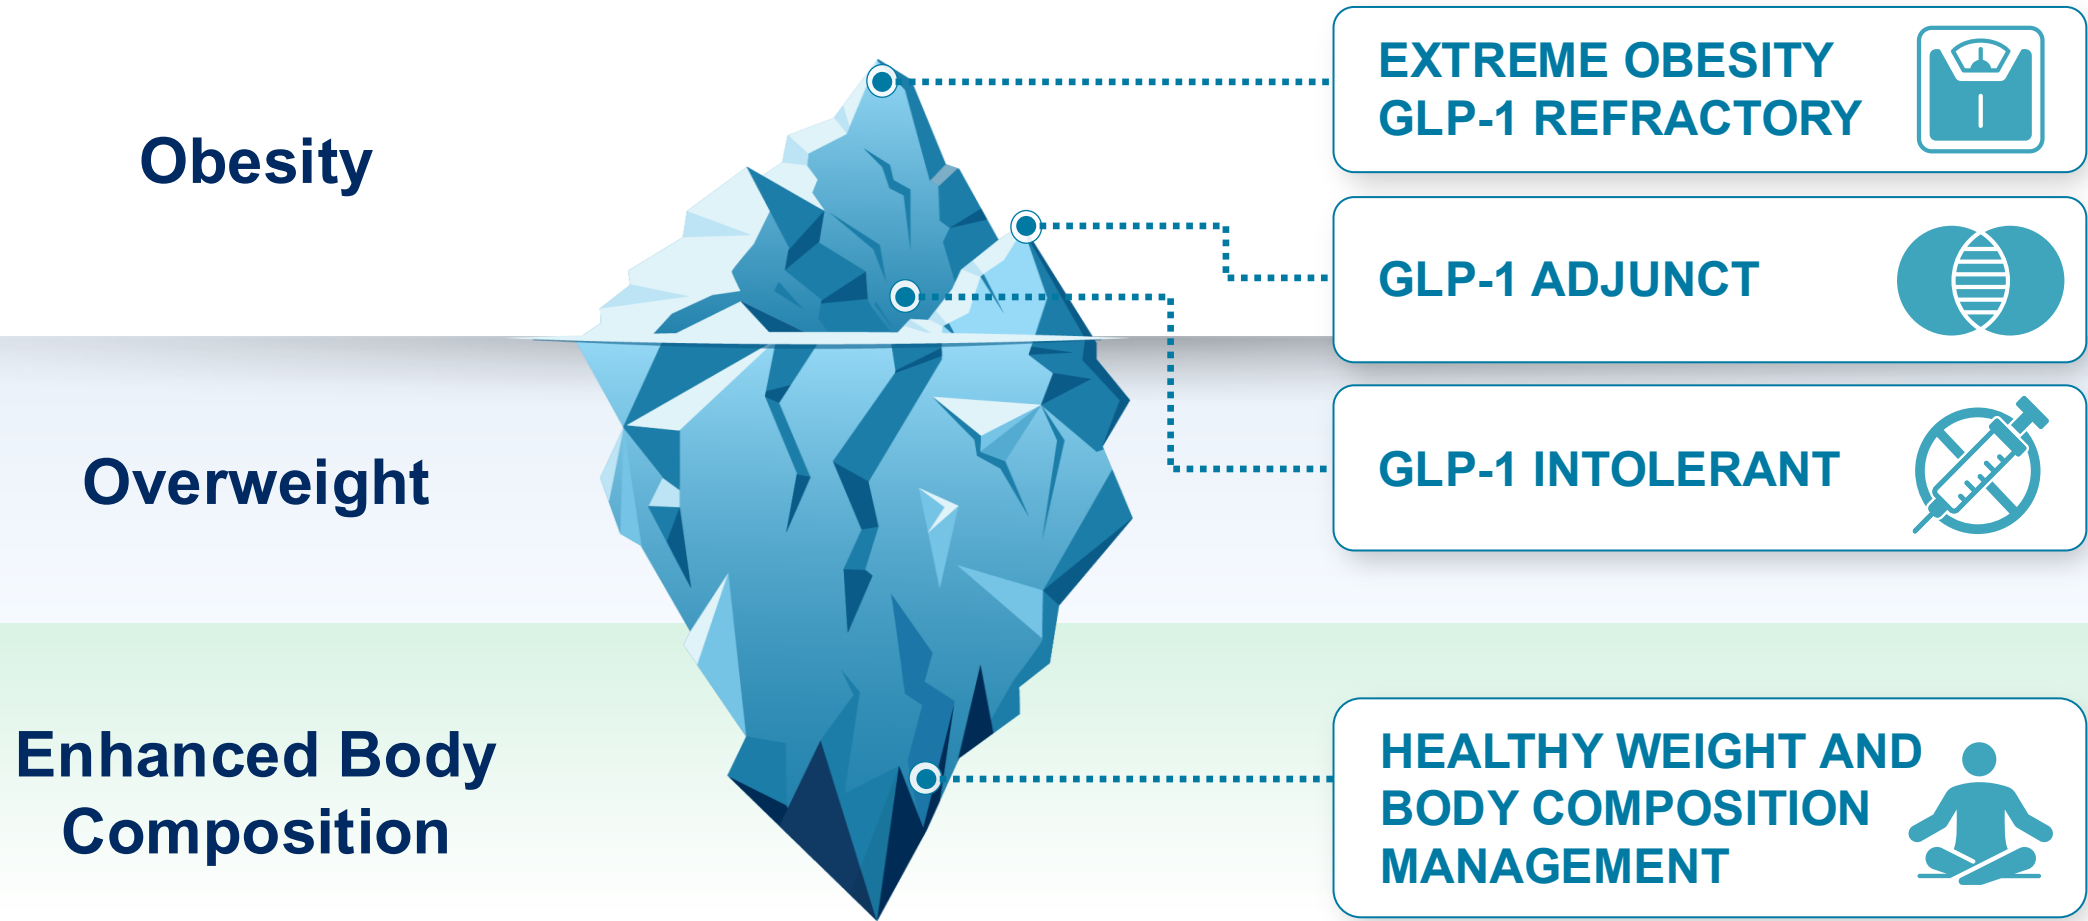 Obesity
EXTREME OBESITY
GLP-1 REFRACTORY
GLP-1 ADJUNCT
Overweight
GLP-1 INTOLERANT
Enhanced Body
Composition
HEALTHY WEIGHT AND
BODY COMPOSITION
MANAGEMENT